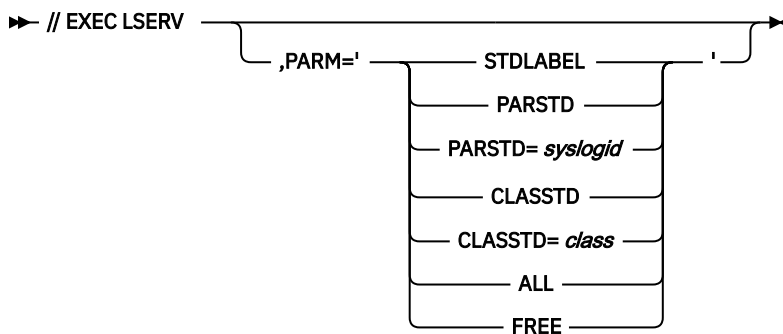 // EXEC LSERV
,PARM=' STDLABEL '
PARSTD
PARSTD= syslogid
CLASSTD
CLASSTD= class
ALL
FREE